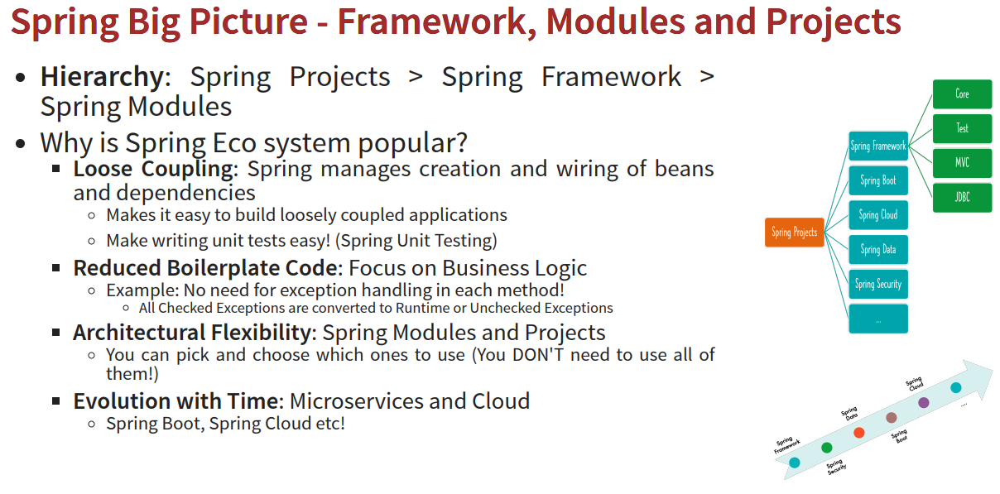 Spring Big Picture - Framework, Modules and Projects
Hierarchy: Spring Projects > Spring Framework >
Spring Modules
Why is Spring Eco system popular?
Loose Coupling: Spring manages creation and wiring of beans
and dependencies
Makes it easy to build loosely coupled applications
Make writing unit tests easy! (Spring Unit Testing)
Reduced Boilerplate Code: Focus on Business Logic
Example: No need for exception handling in each method!
All Checked Exceptions are converted to Runtime or Unchecked Exceptions
Architectural Flexibility: Spring Modules and Projects
You can pick and choose which ones to use (You DON'T need to use all of
them!)
Evolution with Time: Microservices and Cloud
Spring Boot, Spring Cloud etc!
Spring Projects
Spring Framework
Spring Boot
Spring Cloud
Spring Data
Spring Security
...
Core
Test
MVC
JDBC
Spring
Framework
Spring
Security
Spring
Data
Spring
Boot
Spring
Cloud
....